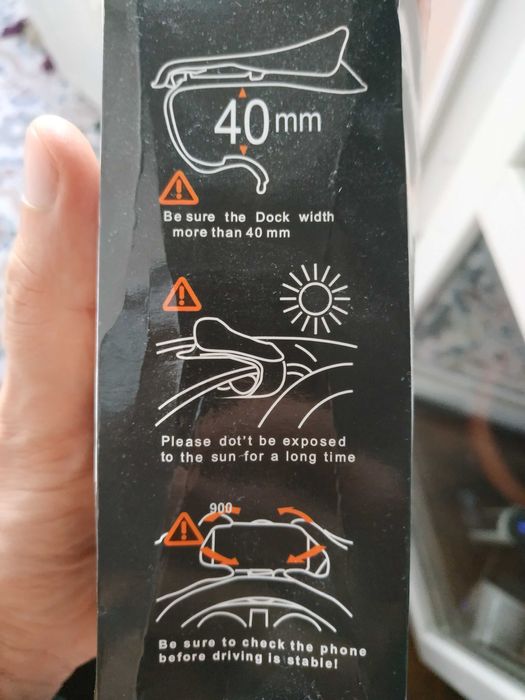 40mm
Be sure the Dock width
more than 40 mm
Please dot't be exposed
to the sun for a long time
900
Be sure to check the phone
before driving is stable!